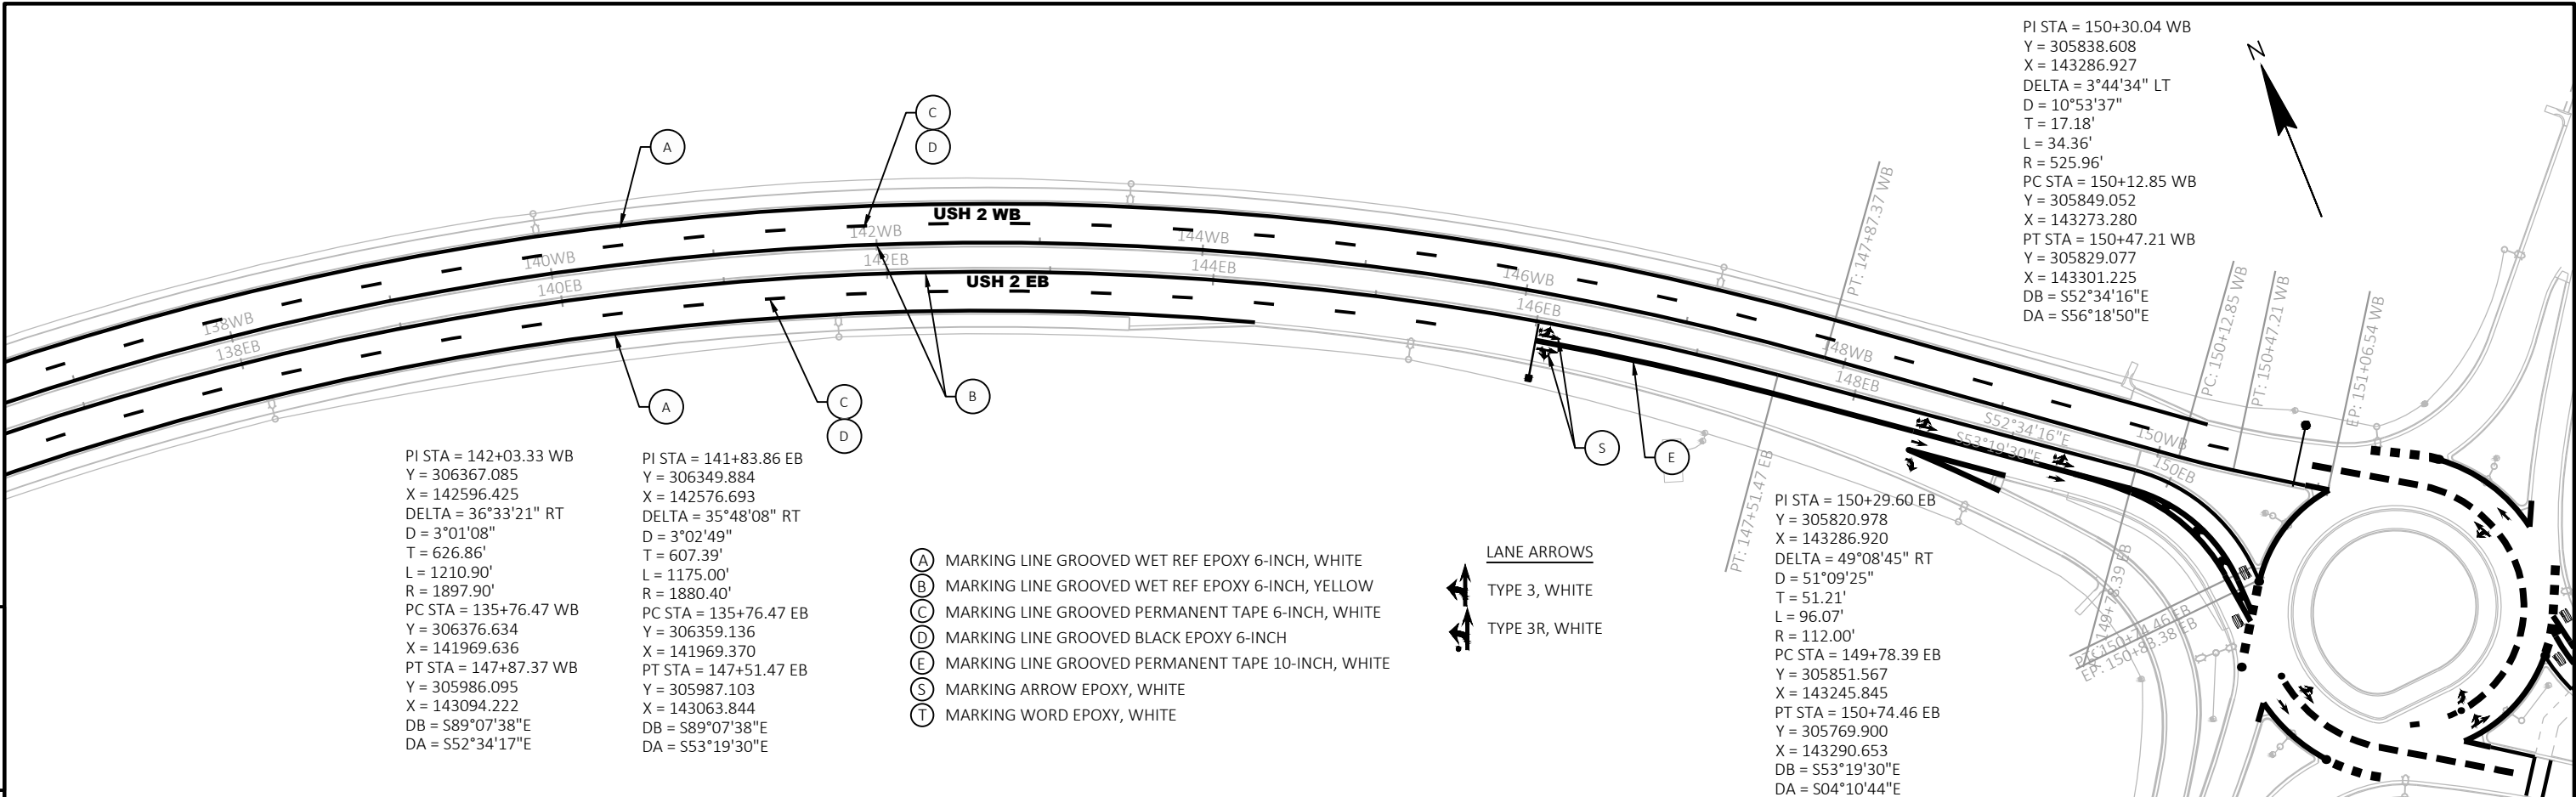 PI STA = 150+30.04 WB
Y = 305838.608
X = 143286.927
DELTA = 3°44'34" LT
D = 10°53'37"
T = 17.18'
L = 34.36'
R = 525.96'
PC STA = 150+12.85 WB
Y = 305849.052
X = 143273.280
PT STA = 150+47.21 WB
Y = 305829.077
X = 143301.225
DB = S52°34'16"E
DA = S56°18'50"E
N
A
C
D
USH 2 WB
138WB
140WB
142WB
144WB
146WB
148WB
150WB
USH 2 EB
138EB
140EB
142EB
144EB
146EB
148EB
150EB
PT: 147+87.37 WB
PC: 150+12.85 WB
PT: 150+47.21 WB
EP: 151+06.54 WB
S52°34'16"E
S53°19'30"E
A
C
D
B
S
E
PT: 147+51.47 EB
149+78.39 EB
150+74.46 EB
EP: 150+83.38 EB
PI STA = 142+03.33 WB
Y = 306367.085
X = 142596.425
DELTA = 36°33'21" RT
D = 3°01'08"
T = 626.86'
L = 1210.90'
R = 1897.90'
PC STA = 135+76.47 WB
Y = 306376.634
X = 141969.636
PT STA = 147+87.37 WB
Y = 305986.095
X = 143094.222
DB = S89°07'38"E
DA = S52°34'17"E
PI STA = 141+83.86 EB
Y = 306349.884
X = 142576.693
DELTA = 35°48'08" RT
D = 3°02'49"
T = 607.39'
L = 1175.00'
R = 1880.40'
PC STA = 135+76.47 EB
Y = 306359.136
X = 141969.370
PT STA = 147+51.47 EB
Y = 305987.103
X = 143063.844
DB = S89°07'38"E
DA = S53°19'30"E
A MARKING LINE GROOVED WET REF EPOXY 6-INCH, WHITE
B MARKING LINE GROOVED WET REF EPOXY 6-INCH, YELLOW
C MARKING LINE GROOVED PERMANENT TAPE 6-INCH, WHITE
D MARKING LINE GROOVED BLACK EPOXY 6-INCH
E MARKING LINE GROOVED PERMANENT TAPE 10-INCH, WHITE
S MARKING ARROW EPOXY, WHITE
T MARKING WORD EPOXY, WHITE
LANE ARROWS
TYPE 3, WHITE
TYPE 3R, WHITE
PI STA = 150+29.60 EB
Y = 305820.978
X = 143286.920
DELTA = 49°08'45" RT
D = 51°09'25"
T = 51.21'
L = 96.07'
R = 112.00'
PC STA = 149+78.39 EB
Y = 305851.567
X = 143245.845
PT STA = 150+74.46 EB
Y = 305769.900
X = 143290.653
DB = S53°19'30"E
DA = S04°10'44"E